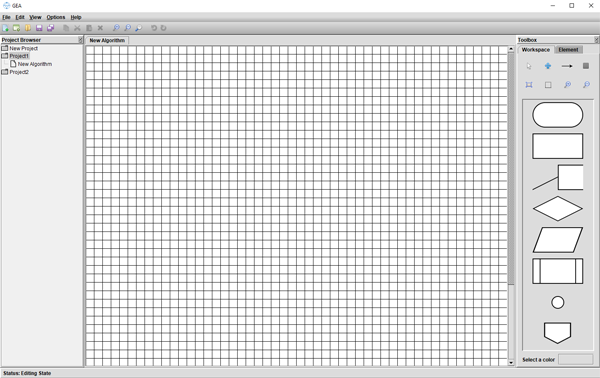 GEA
File Edit View Options Help
Project Browser
New Project
Project1
New Algorithm
Project2
New Algorithm
Toolbox
Workspace Element
Select a color
Status: Editing State